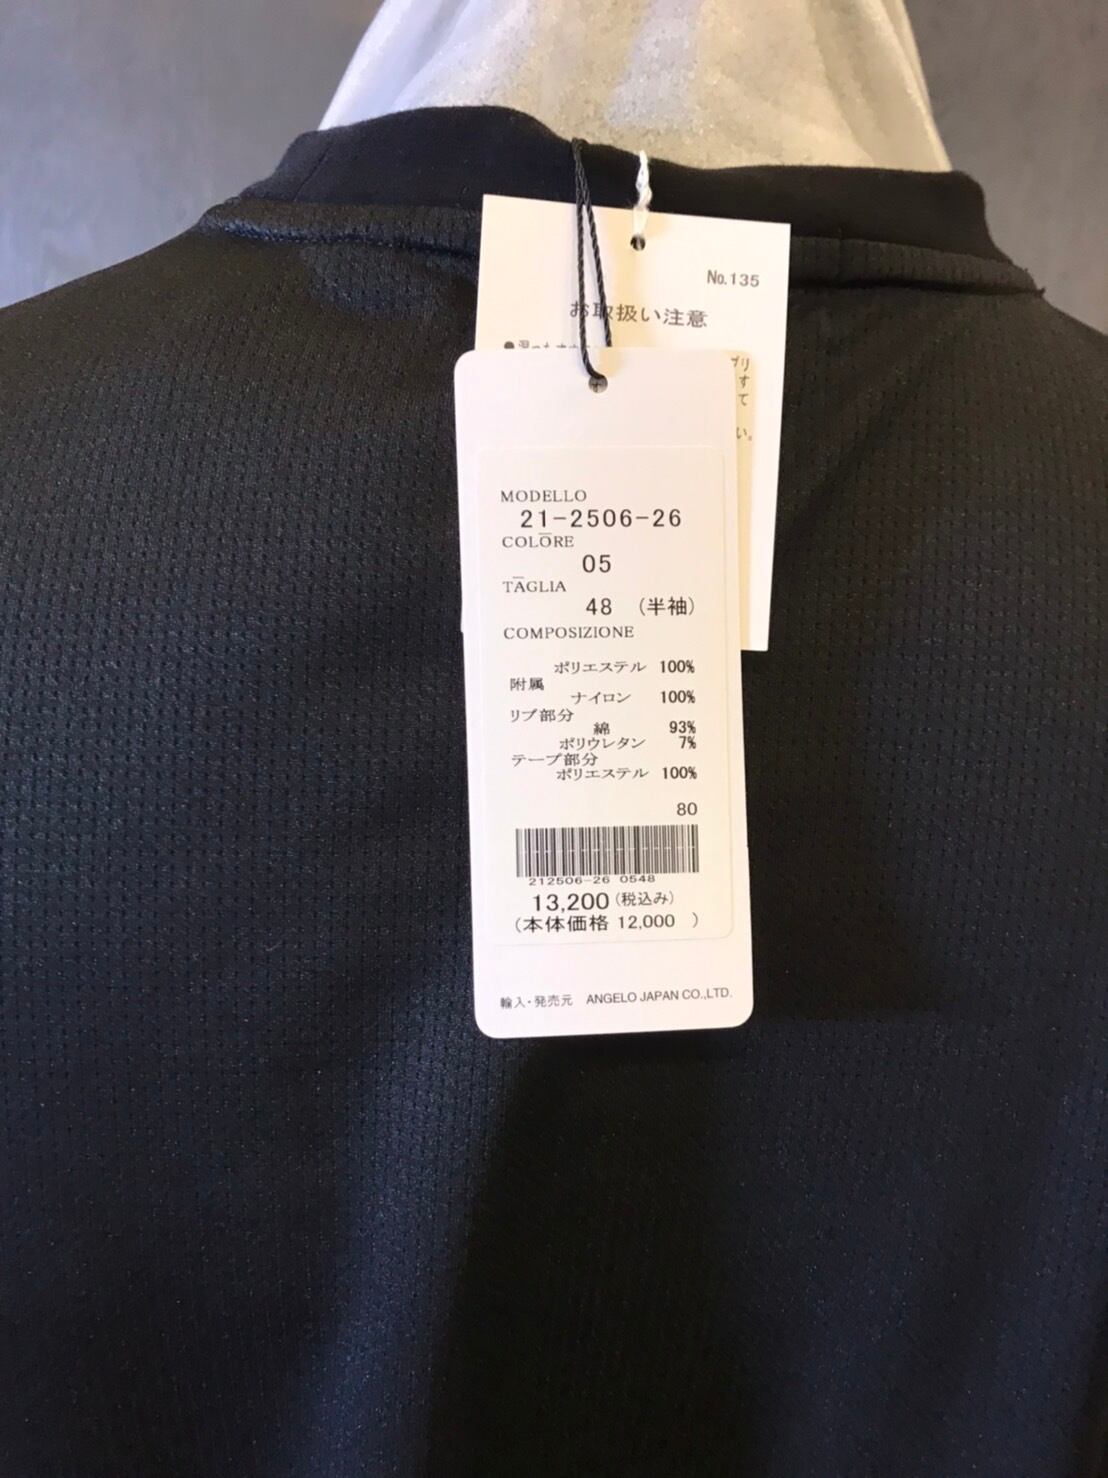 No.135
お取扱い注意
MODELLO
21-2506-26
COLORE
05
TAGLIA
48 (半袖)
COMPOSIZIONE
ポリエステル 100%
附属
ナイロン 100%
リブ部分
綿 93%
ポリウレタン 7%
テープ部分
ポリエステル 100%
80
212506-26 0548
13,200 (税込み)
(本体価格 12,000 )
輸入・発売元 ANGELO JAPAN CO.,LTD.